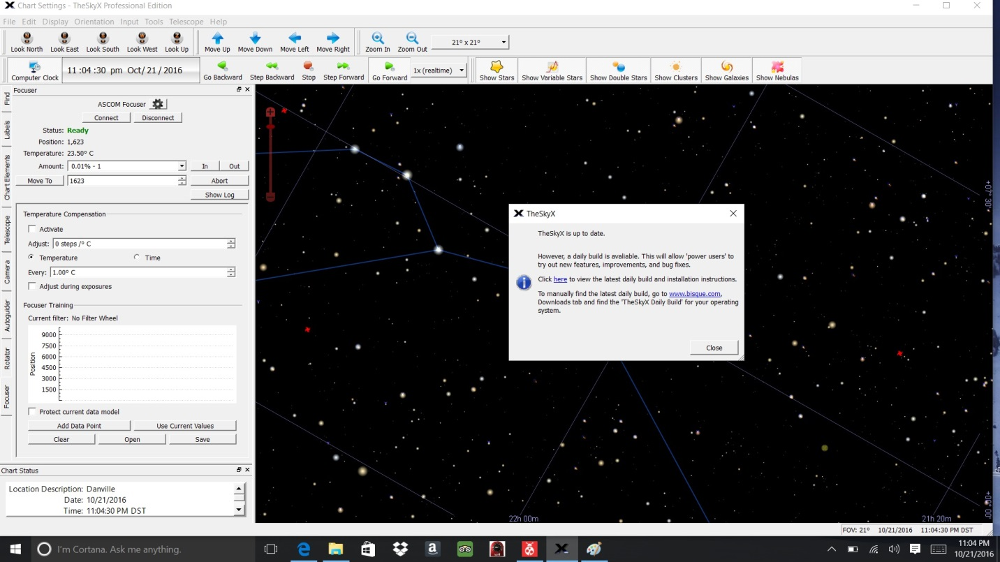 Chart Settings - TheSkyX Professional Edition
File Edit Display Orientation Input Tools Telescope Help
Look North Look East Look South Look West Look Up Move Up Move Down Move Left Move Right Zoom In Zoom Out 21° x 21°
Computer Clock 11 :04 :30 pm Oct/ 21 / 2016 Go Backward Step Backward Stop Step Forward Go Forward 1x (realtime) Show Stars Show Variable Stars Show Double Stars Show Clusters Show Galaxies Show Nebulas
Find
Labels
Chart Elements
Telescope
Camera
Autoguider
Rotator
Focuser
Focuser
ASCOM Focuser
Connect Disconnect
Status: Ready
Position: 1,623
Temperature: 23.50° C
Amount: 0.01% - 1 In Out
Move To 1623 Abort
Show Log
Temperature Compensation
Activate
Adjust: 0 steps /° C
Temperature Time
Every: 1.00° C
Adjust during exposures
Focuser Training
Current filter: No Filter Wheel
Position
9000
7500
6000
4500
3000
1500
Protect current data model
Add Data Point Use Current Values
Clear Open Save
Chart Status
Location Description: Danville
Date: 10/21/2016
Time: 11:04:30 PM DST
TheSkyX
TheSkyX is up to date.
However, a daily build is avaliable. This will allow 'power users' to
try out new features, improvements, and bug fixes.
Click here to view the latest daily build and installation instructions.
To manually find the latest daily build, go to www.bisque.com,
Downloads tab and find the 'TheSkyX Daily Build' for your operating
system.
Close
+07° 30'
+00° 00'
22h 00m
21h 20m
FOV: 21° 10/21/2016 11:04:30 PM DST
I'm Cortana. Ask me anything.
11:04 PM
10/21/2016